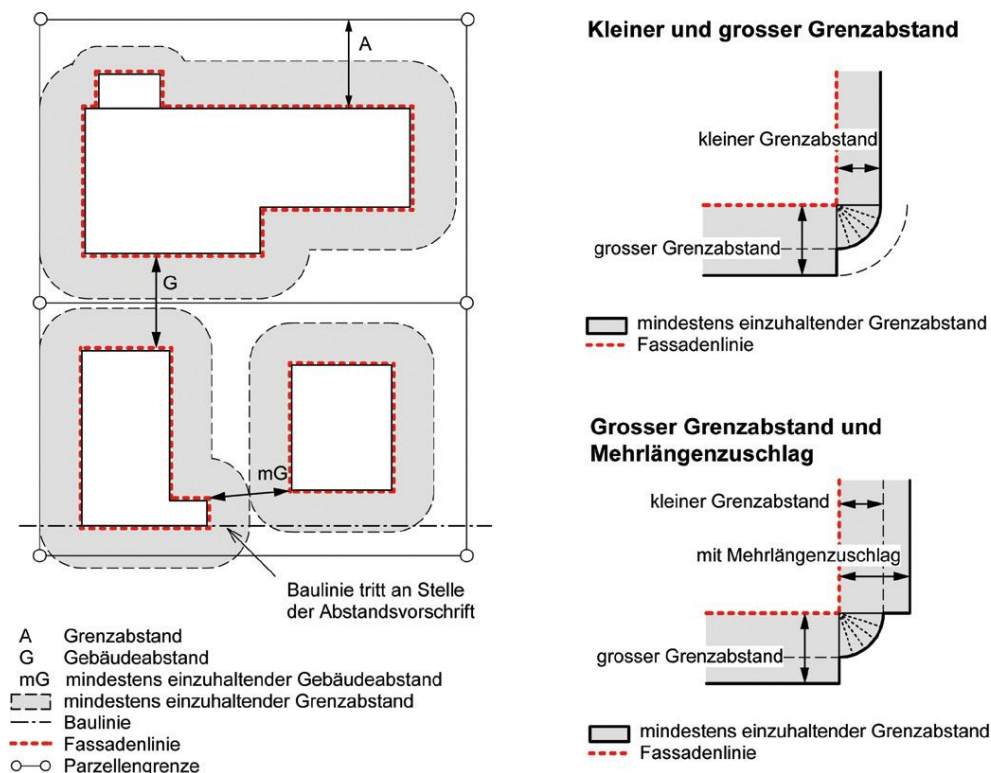 A
G
mG
Baulinie tritt an Stelle
der Abstandsvorschrift
A Grenzabstand
G Gebäudeabstand
mG mindestens einzuhaltender Gebäudeabstand
mindestens einzuhaltender Grenzabstand
Baulinie
Fassadenlinie
Parzellengrenze
Kleiner und grosser Grenzabstand
kleiner Grenzabstand
grosser Grenzabstand
mindestens einzuhaltender Grenzabstand
Fassadenlinie
Grosser Grenzabstand und
Mehrlängenzuschlag
kleiner Grenzabstand
mit Mehrlängenzuschlag
grosser Grenzabstand
mindestens einzuhaltender Grenzabstand
Fassadenlinie